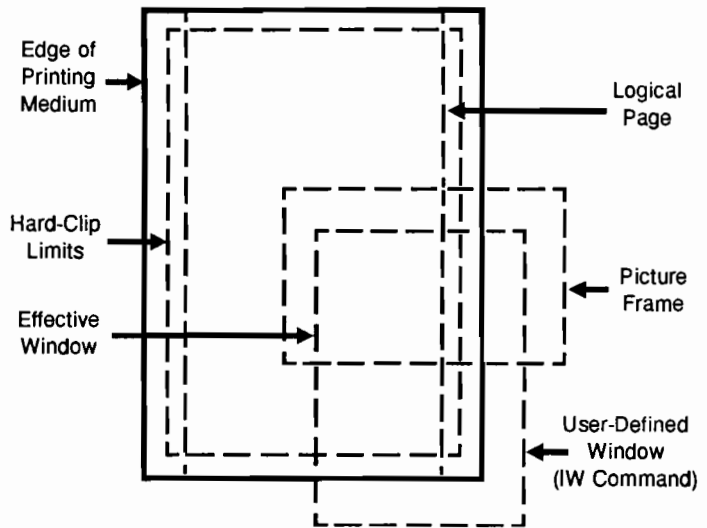 Edge of
Printing
Medium
Logical
Page
Hard-Clip
Limits
Picture
Frame
Effective
Window
User-Defined
Window
(IW Command)